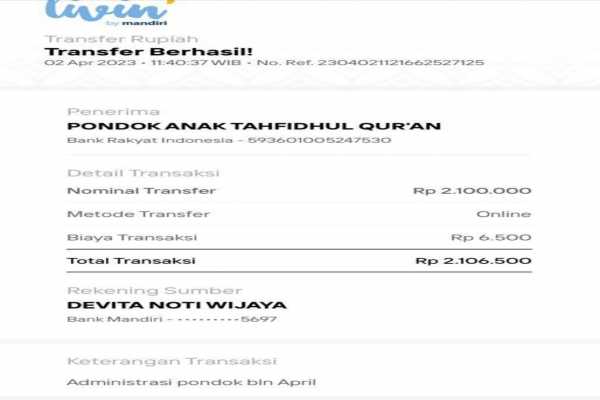 livin'
by mandiri
Transfer Rupiah
Transfer Berhasil!
02 Apr 2023 • 11:40:37 WIB • No. Ref. 2304021121662527125
Penerima
PONDOK ANAK TAHFIDHUL QUR'AN
Bank Rakyat Indonesia - 593601005247530
Detail Transaksi
Nominal Transfer Rp 2.100.000
Metode Transfer Online
Biaya Transaksi Rp 6.500
Total Transaksi Rp 2.106.500
Rekening Sumber
DEVITA NOTI WIJAYA
Bank Mandiri - •••••••••5697
Keterangan Transaksi
Administrasi pondok bln April